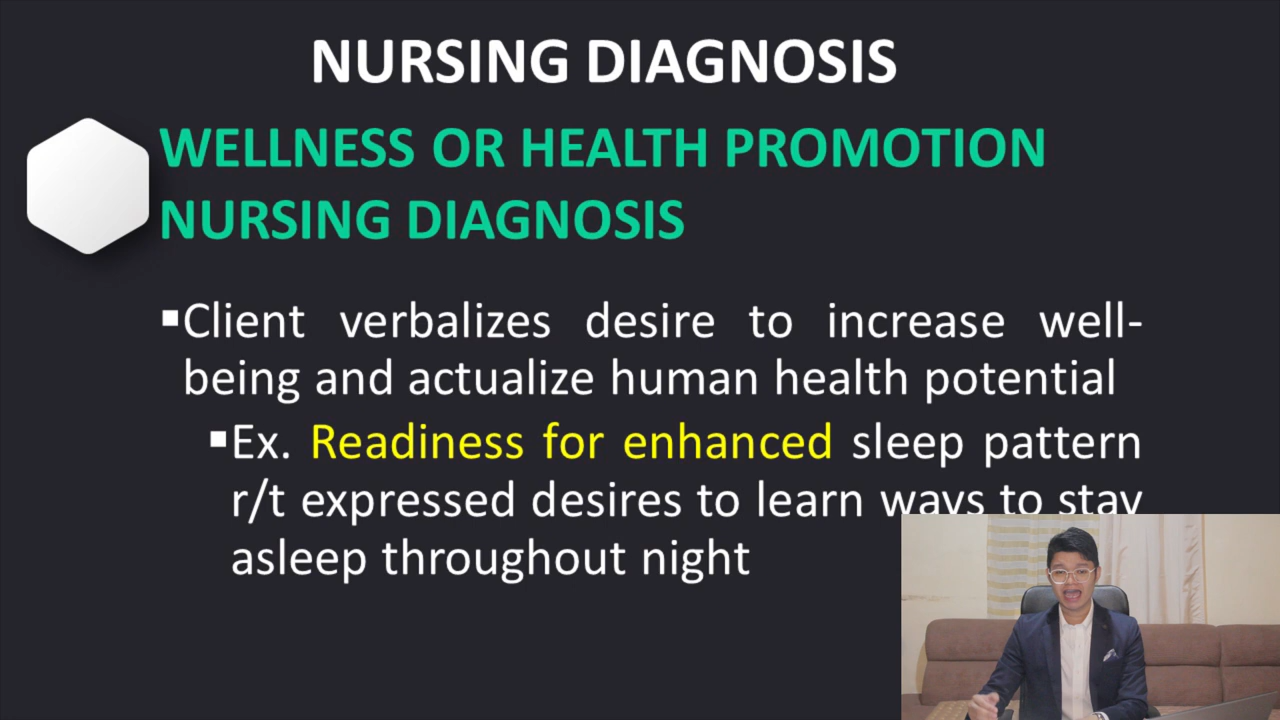 NURSING DIAGNOSIS
WELLNESS OR HEALTH PROMOTION
NURSING DIAGNOSIS
▪Client verbalizes desire to increase well-
being and actualize human health potential
▪Ex. Readiness for enhanced sleep pattern
r/t expressed desires to learn ways to stay
asleep throughout night